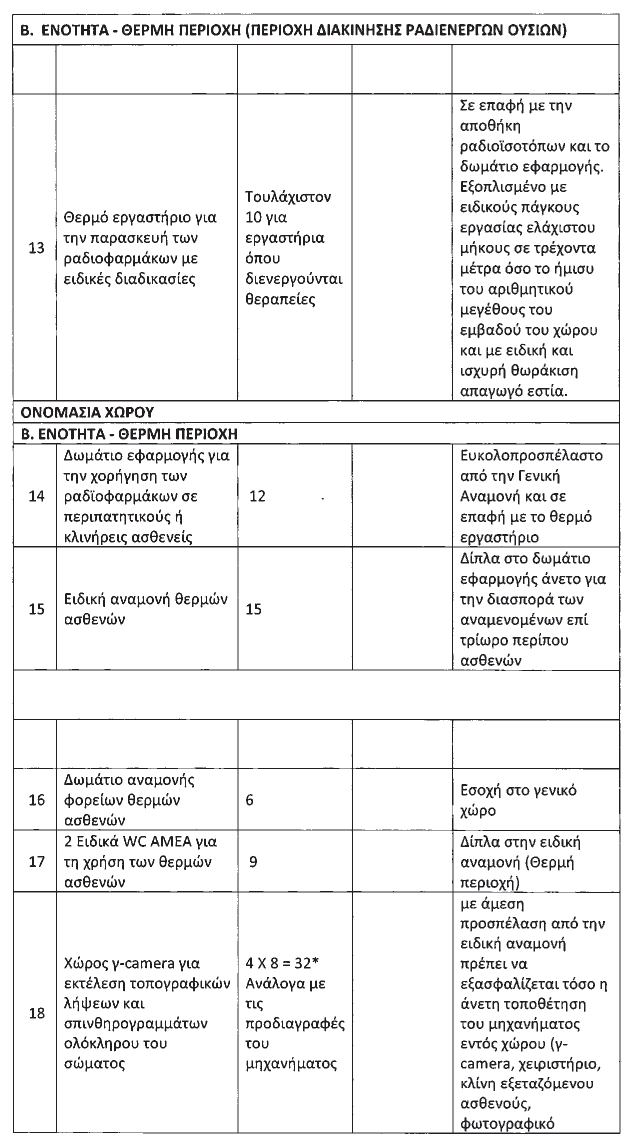 Β. ΕΝΟΤΗΤΑ - ΘΕΡΜΗ ΠΕΡΙΟΧΗ (ΠΕΡΙΟΧΗ ΔΙΑΚΙΝΗΣΗΣ ΡΑΔΙΕΝΕΡΓΩΝ ΟΥΣΙΩΝ)
13
Θερμό εργαστήριο για
την παρασκευή των
ραδιοφαρμάκων με
ειδικές διαδικασίες
Τουλάχιστον
10 για
εργαστήρια
όπου
διενεργούνται
θεραπείες
Σε επαφή με την
αποθήκη
ραδιοϊσοτόπων και το
δωμάτιο εφαρμογής.
Εξοπλισμένο με
ειδικούς πάγκους
εργασίας ελάχιστου
μήκους σε τρέχοντα
μέτρα όσο το ήμισυ
του αριθμητικού
μεγέθους του
εμβαδού του χώρου
και με ειδική και
ισχυρή θωράκιση
απαγωγό εστία.
ΟΝΟΜΑΣΙΑ ΧΩΡΟΥ
Β. ΕΝΟΤΗΤΑ - ΘΕΡΜΗ ΠΕΡΙΟΧΗ
14
Δωμάτιο εφαρμογής για
την χορήγηση των
ραδϊοφαρμάκων σε
περιπατητικούς ή
κλινήρεις ασθενείς
12
Ευκολοπροσπέλαστο
από την Γενική
Αναμονή και σε
επαφή με το θερμό
εργαστήριο
15
Ειδική αναμονή θερμών
ασθενών
15
Δίπλα στο δωμάτιο
εφαρμογής άνετο για
την διασπορά των
αναμενομένων επί
τρίωρο περίπου
ασθενών
16
Δωμάτιο αναμονής
φορείων θερμών
ασθενών
6
Εσοχή στο γενικό
χώρο
17
2 Ειδικά WC ΑΜΕΑ για
τη χρήση των θερμών
ασθενών
9
Δίπλα στην ειδική
αναμονή (Θερμή
περιοχή)
18
Χώρος γ-camera για
εκτέλεση τοπογραφικών
λήψεων και
σπινθηρογραμμάτων
ολόκληρου του
σώματος
4 Χ 8 = 32*
Ανάλογα με
τις
προδιαγραφές
του
μηχανήματος
με άμεση
προσπέλαση από την
ειδική αναμονή
πρέπει να
εξασφαλίζεται τόσο η
άνετη τοποθέτηση
του μηχανήματος
εντός χώρου (γ-
camera, χειριστήριο,
κλίνη εξεταζόμενου
ασθενούς,
φωτογραφικό